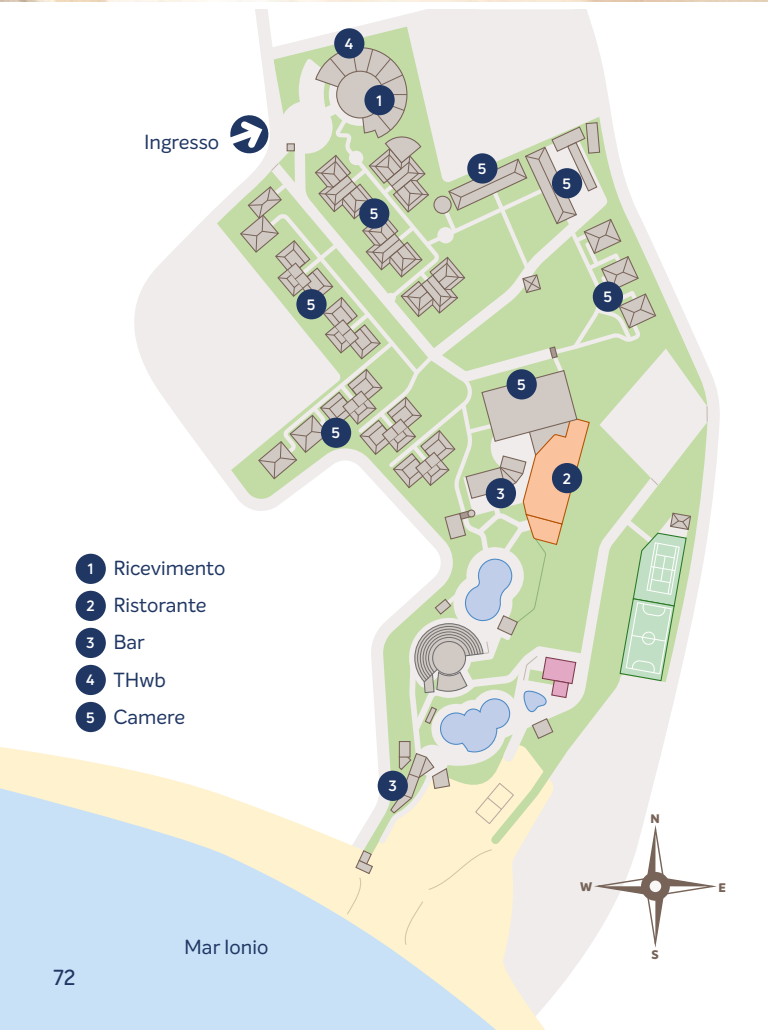 4
1
Ingresso
5
5
5
5
5
5
5
2
3
1 Ricevimento
2 Ristorante
3 Bar
4 THwb
5 Camere
3
N
W E
S
Mar Ionio
72